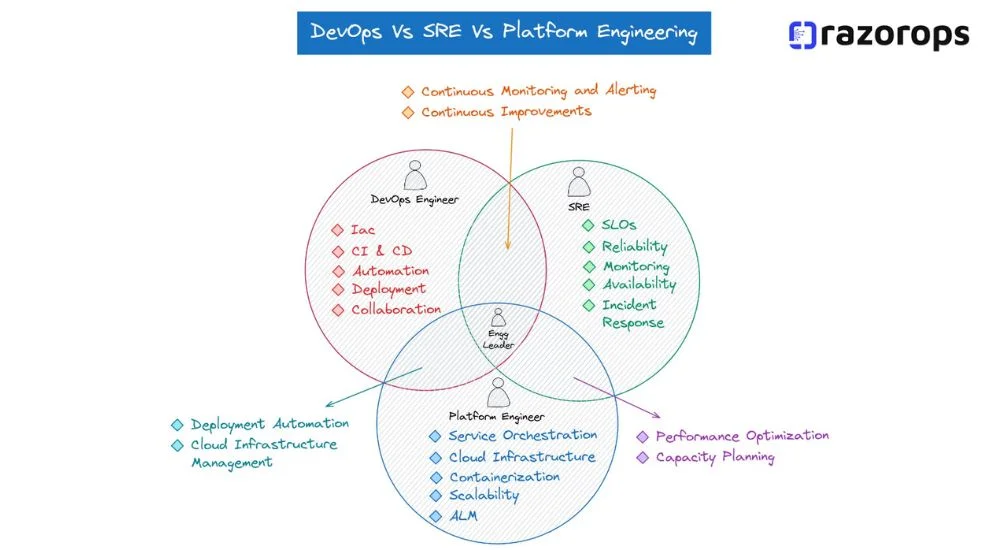 DevOps Vs SRE Vs Platform Engineering
razorops
Continuous Monitoring and Alerting
Continuous Improvements
DevOps Engineer
Iac
CI & CD
Automation
Deployment
Collaboration
SRE
SLOs
Reliability
Monitoring
Availability
Incident
Response
Engg
Leader
Deployment Automation
Cloud Infrastructure
Management
Platform Engineer
Service Orchestration
Cloud Infrastructure
Containerization
Scalability
ALM
Performance Optimization
Capacity Planning